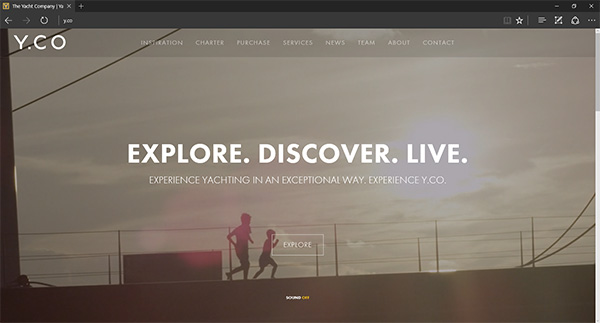 The Yacht Company | Ya
y.co
Y.CO
INSPIRATION CHARTER PURCHASE SERVICES NEWS TEAM ABOUT CONTACT
EXPLORE. DISCOVER. LIVE.
EXPERIENCE YACHTING IN AN EXCEPTIONAL WAY. EXPERIENCE Y.CO.
EXPLORE
SOUND OFF